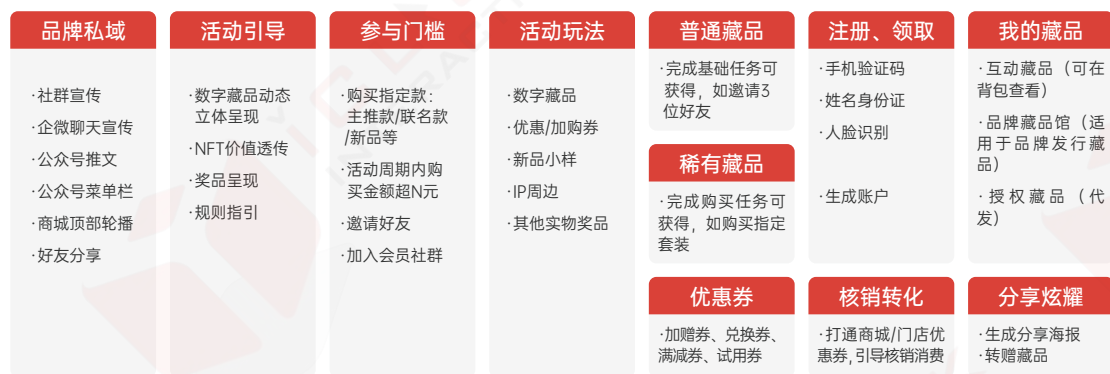 品牌私域
·社群宣传
·企微聊天宣传
·公众号推文
·公众号菜单栏
·商城顶部轮播
·好友分享
活动引导
·数字藏品动态
立体呈现
·NFT价值透传
·奖品呈现
·规则指引
参与门槛
·购买指定款：
主推款/联名款
/新品等
·活动周期内购
买金额超N元
·邀请好友
·加入会员社群
活动玩法
·数字藏品
·优惠/加购券
·新品小样
·IP周边
·其他实物奖品
普通藏品
·完成基础任务可
获得，如邀请3
位好友
稀有藏品
·完成购买任务可
获得，如购买指定
套装
优惠券
·加赠券、兑换券、
满减券、试用券
注册、领取
·手机验证码
·姓名身份证
·人脸识别
·生成账户
核销转化
·打通商城/门店优
惠券,引导核销消费
我的藏品
·互动藏品（可在
背包查看）
·品牌藏品馆（适
用于品牌发行藏
品）
·授权藏品（代
发）
分享炫耀
·生成分享海报
·转赠藏品